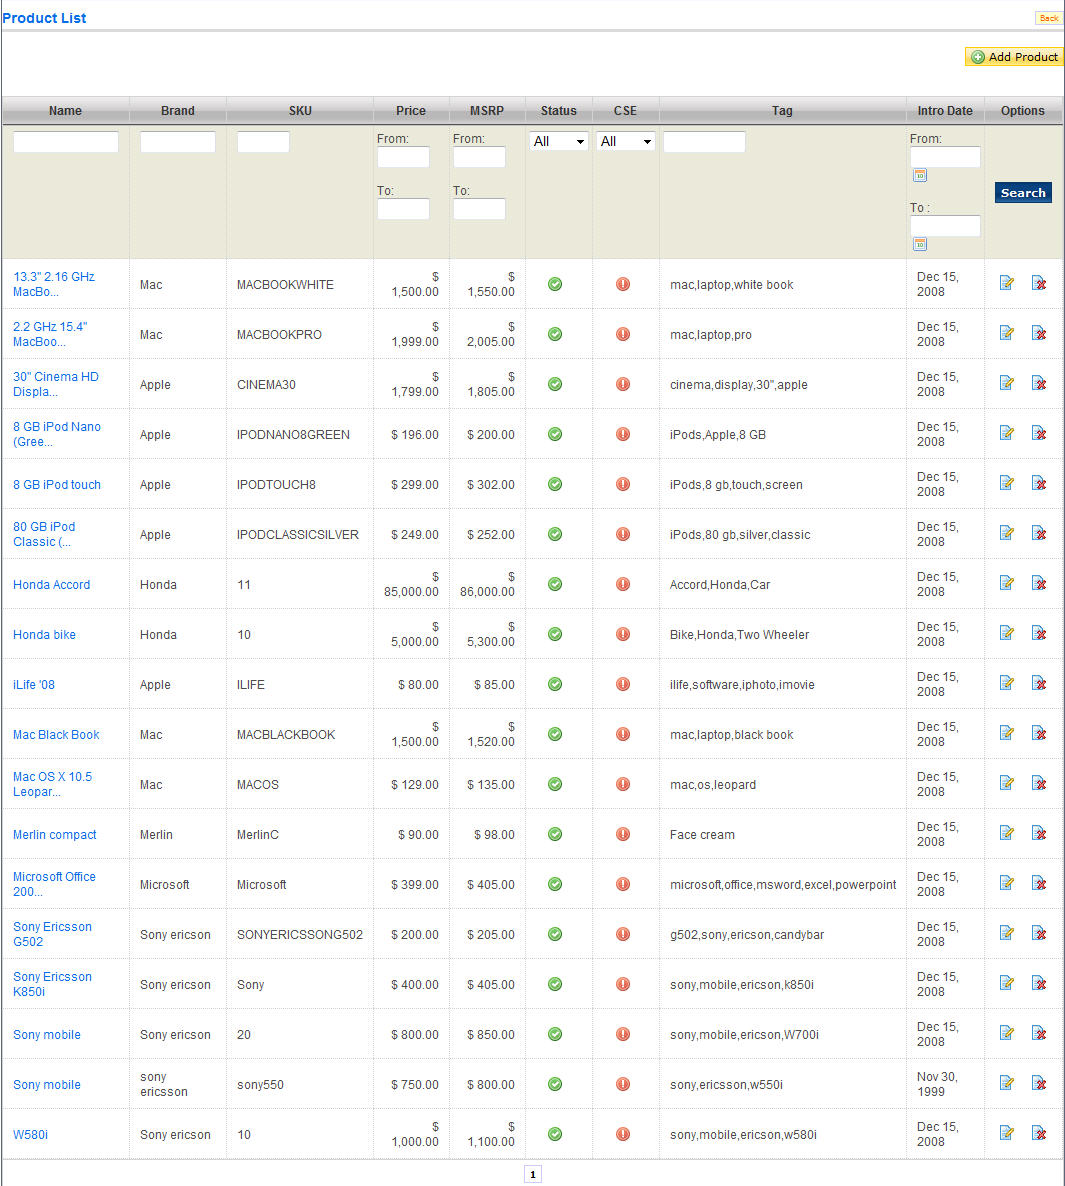 Product List
Back
Add Product
Name Brand SKU Price MSRP Status CSE Tag Intro Date Options
From: From: All All From:
10
To: To:
Search
To :
10
13.3" 2.16 GHz MacBo... Mac MACBOOKWHITE $ 1,500.00 $ 1,550.00 mac,laptop,white book Dec 15, 2008
2.2 GHz 15.4" MacBoo... Mac MACBOOKPRO $ 1,999.00 $ 2,005.00 mac,laptop,pro Dec 15, 2008
30" Cinema HD Displa... Apple CINEMA30 $ 1,799.00 $ 1,805.00 cinema,display,30",apple Dec 15, 2008
8 GB iPod Nano (Gree... Apple IPODNANO8GREEN $ 196.00 $ 200.00 iPods,Apple,8 GB Dec 15, 2008
8 GB iPod touch Apple IPODTOUCH8 $ 299.00 $ 302.00 iPods,8 gb,touch,screen Dec 15, 2008
80 GB iPod Classic (... Apple IPODCLASSICSILVER $ 249.00 $ 252.00 iPods,80 gb,silver,classic Dec 15, 2008
Honda Accord Honda 11 $ 85,000.00 $ 86,000.00 Accord,Honda,Car Dec 15, 2008
Honda bike Honda 10 $ 5,000.00 $ 5,300.00 Bike,Honda,Two Wheeler Dec 15, 2008
iLife '08 Apple ILIFE $ 80.00 $ 85.00 ilife,software,iphoto,imovie Dec 15, 2008
Mac Black Book Mac MACBLACKBOOK $ 1,500.00 $ 1,520.00 mac,laptop,black book Dec 15, 2008
Mac OS X 10.5 Leopar... Mac MACOS $ 129.00 $ 135.00 mac,os,leopard Dec 15, 2008
Merlin compact Merlin MerlinC $ 90.00 $ 98.00 Face cream Dec 15, 2008
Microsoft Office 200... Microsoft Microsoft $ 399.00 $ 405.00 microsoft,office,msword,excel,powerpoint Dec 15, 2008
Sony Ericsson G502 Sony ericson SONYERICSSONG502 $ 200.00 $ 205.00 g502,sony,ericson,candybar Dec 15, 2008
Sony Ericsson K850i Sony ericson Sony $ 400.00 $ 405.00 sony,mobile,ericson,k850i Dec 15, 2008
Sony mobile Sony ericson 20 $ 800.00 $ 850.00 sony,mobile,ericson,W700i Dec 15, 2008
Sony mobile sony ericsson sony550 $ 750.00 $ 800.00 sony,ericsson,w550i Nov 30, 1999
W580i Sony ericson 10 $ 1,000.00 $ 1,100.00 sony,mobile,ericson,w580i Dec 15, 2008
1